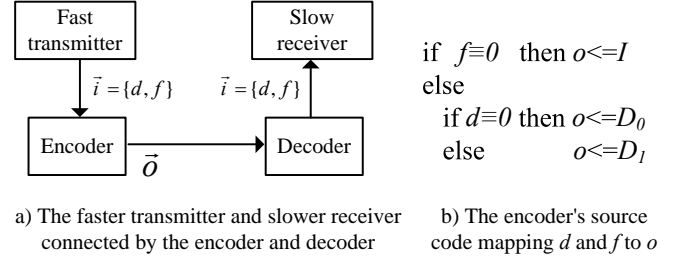 Fast
transmitter
Slow
receiver
i⃗ = {d, f}
i⃗ = {d, f}
Encoder
Decoder
o⃗
if f≡0 then o<=I
else
if d≡0 then o<=D₀
else o<=D₁
a) The faster transmitter and slower receiver
connected by the encoder and decoder
b) The encoder's source
code mapping d and f to o